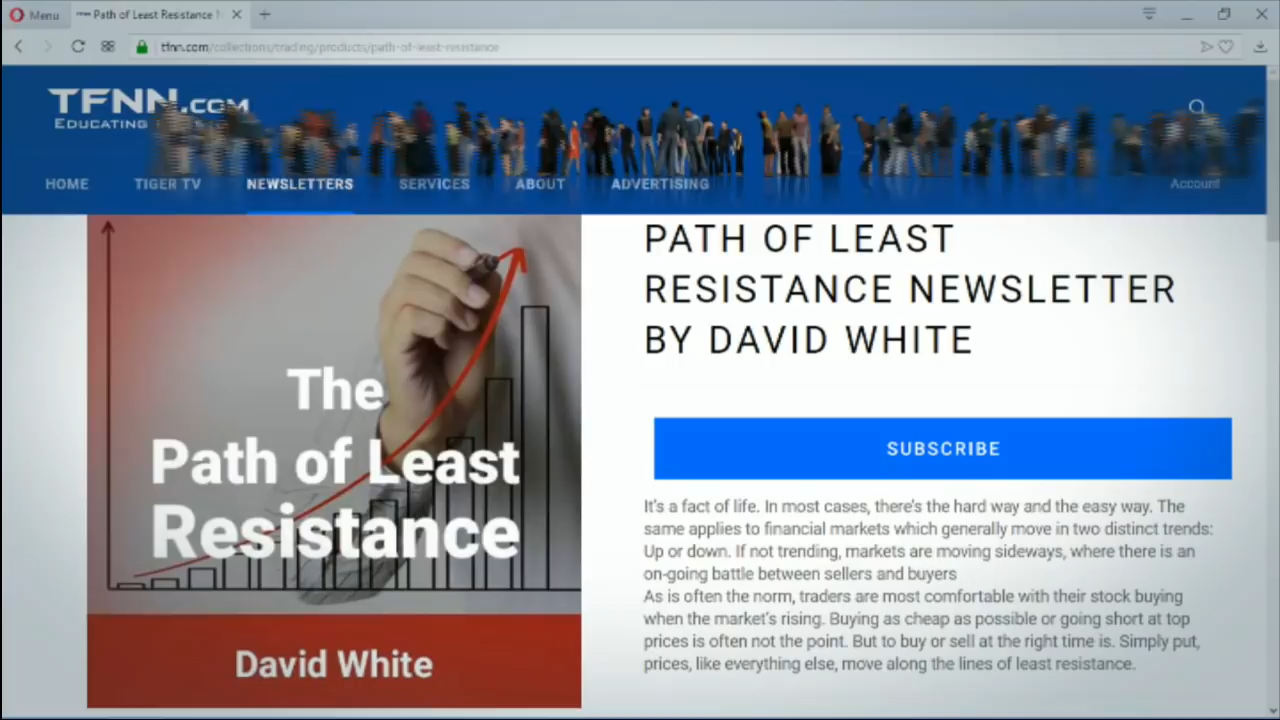 Menu
Path of Least Resistance
tfnn.com/collections/trading/products/path-of-least-resistance
TFNN.COM
EDUCATING
HOME TIGER TV NEWSLETTERS SERVICES ABOUT ADVERTISING Account
The
Path of Least
Resistance
David White
PATH OF LEAST
RESISTANCE NEWSLETTER
BY DAVID WHITE
SUBSCRIBE
It's a fact of life. In most cases, there's the hard way and the easy way. The
same applies to financial markets which generally move in two distinct trends:
Up or down. If not trending, markets are moving sideways, where there is an
on-going battle between sellers and buyers
As is often the norm, traders are most comfortable with their stock buying
when the market's rising. Buying as cheap as possible or going short at top
prices is often not the point. But to buy or sell at the right time is. Simply put,
prices, like everything else, move along the lines of least resistance.